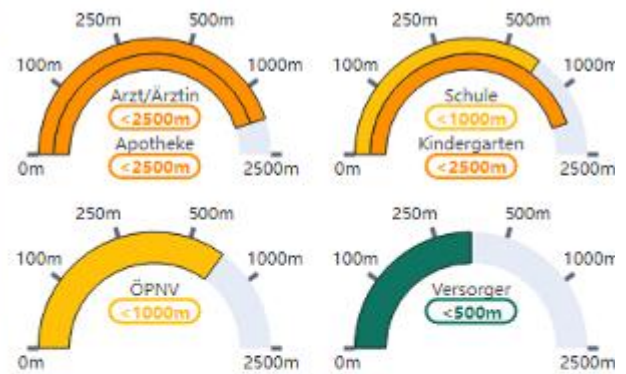 250m 500m
100m 1000m
Arzt/Ärztin
<2500m
Apotheke
<2500m
0m 2500m
250m 500m
100m 1000m
Schule
<1000m
Kindergarten
<2500m
0m 2500m
250m 500m
100m 1000m
ÖPNV
<1000m
0m 2500m
250m 500m
100m 1000m
Versorger
<500m
0m 2500m